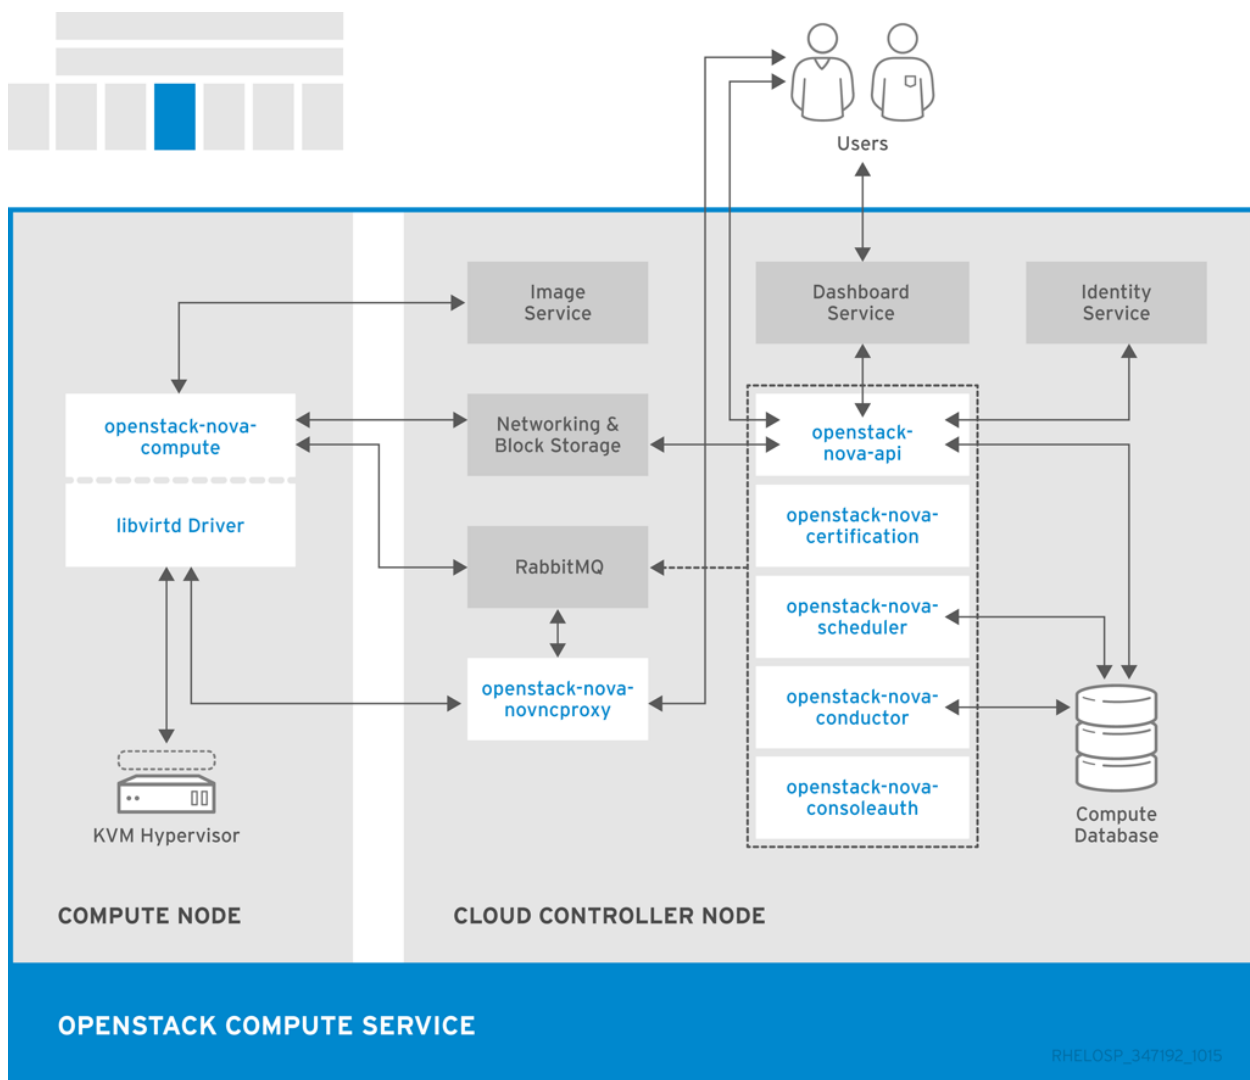 Users
Image
Service
Dashboard
Service
Identity
Service
openstack-nova-
compute
Networking &
Block Storage
openstack-
nova-api
libvirtd Driver
openstack-nova-
certification
RabbitMQ
openstack-nova-
scheduler
openstack-nova-
novncproxy
openstack-nova-
conductor
openstack-nova-
consoleauth
KVM Hypervisor
Compute
Database
COMPUTE NODE
CLOUD CONTROLLER NODE
OPENSTACK COMPUTE SERVICE
RHELOSP_347192_1015